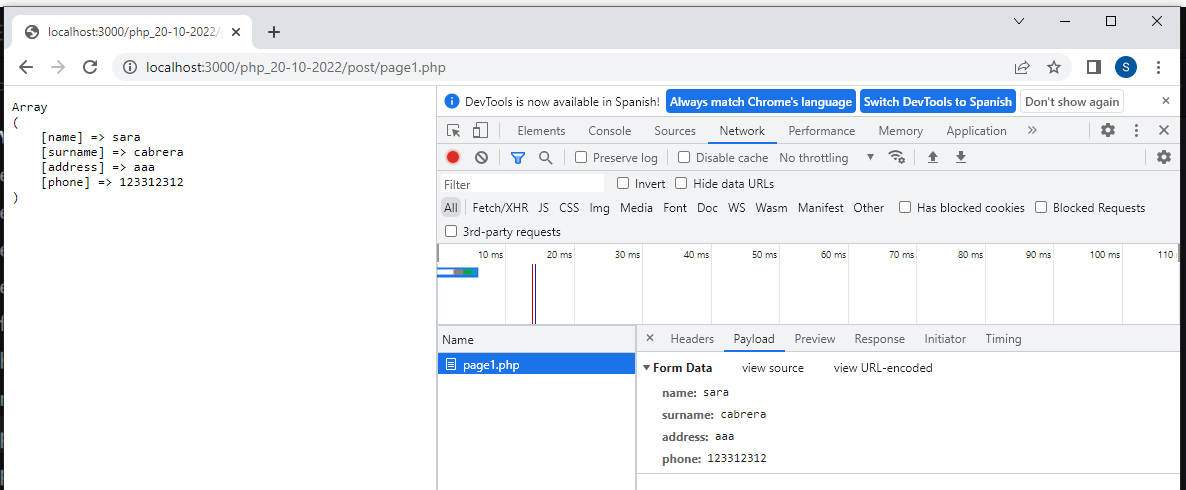 localhost:3000/php_20-10-2022/
localhost:3000/php_20-10-2022/post/page1.php
S
Array
(
[name] => sara
[surname] => cabrera
[address] => aaa
[phone] => 123312312
)
DevTools is now available in Spanish! Always match Chrome's language Switch DevTools to Spanish Don't show again
Elements Console Sources Network Performance Memory Application
Preserve log Disable cache No throttling
Filter Invert Hide data URLs
All Fetch/XHR JS CSS Img Media Font Doc WS Wasm Manifest Other Has blocked cookies Blocked Requests
3rd-party requests
10 ms 20 ms 30 ms 40 ms 50 ms 60 ms 70 ms 80 ms 90 ms 100 ms 110
Name
page1.php
Headers Payload Preview Response Initiator Timing
Form Data view source view URL-encoded
name: sara
surname: cabrera
address: aaa
phone: 123312312